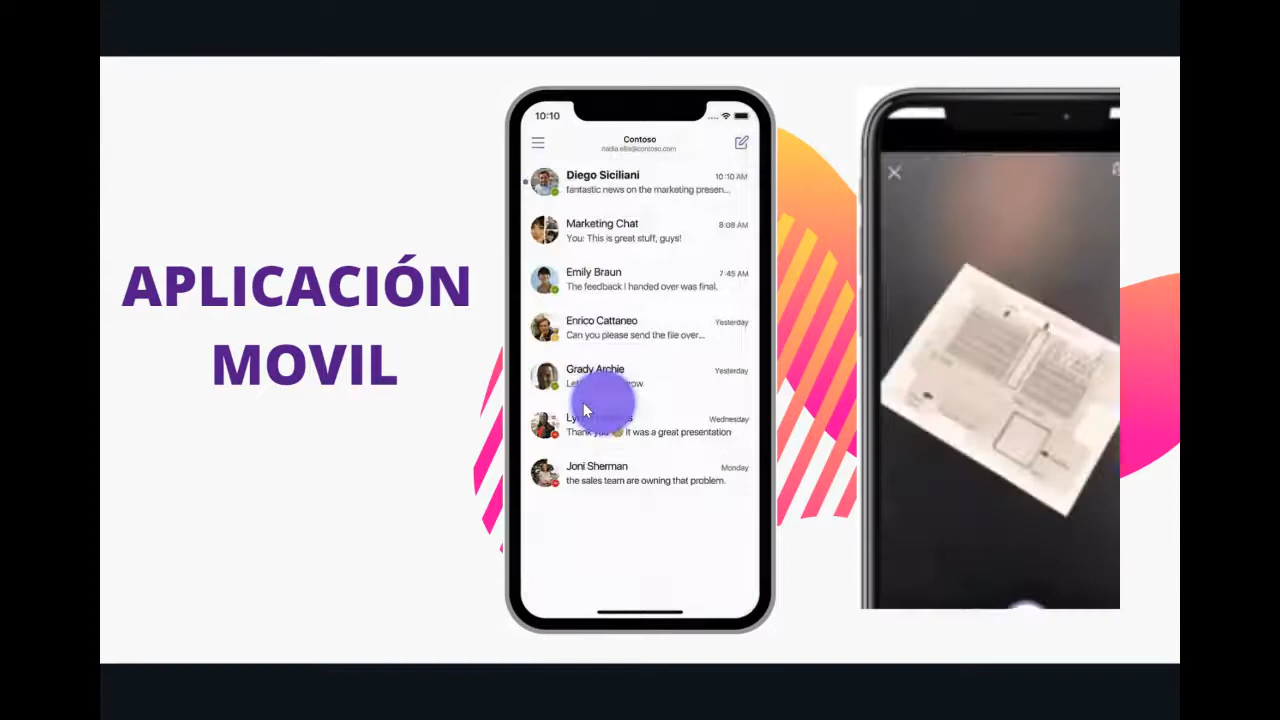 APLICACIÓN
MOVIL
10:10
Contoso
nadia.ellis@contoso.com
Diego Siciliani
10:10 AM
fantastic news on the marketing presen...
Marketing Chat
8:08 AM
You: This is great stuff, guys!
Emily Braun
7:45 AM
The feedback I handed over was final.
Enrico Cattaneo
Yesterday
Can you please send the file over...
Grady Archie
Yesterday
Wednesday
Thank you 😊 it was a great presentation
Joni Sherman
Monday
the sales team are owning that problem.